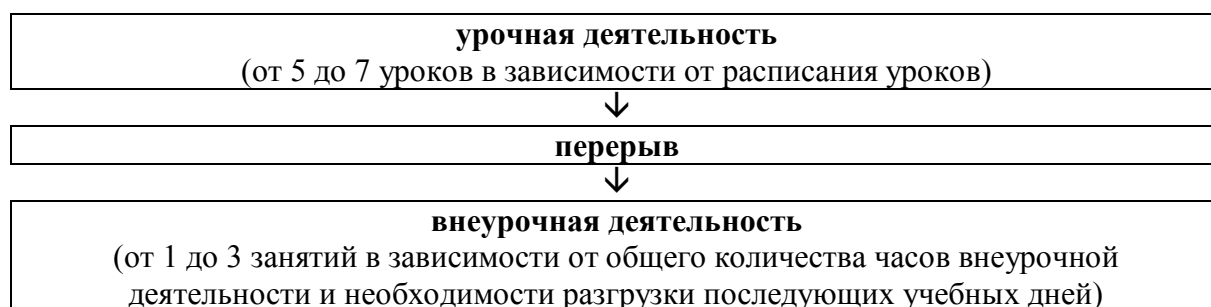 урочная деятельность
(от 5 до 7 уроков в зависимости от расписания уроков)
перерыв
внеурочная деятельность
(от 1 до 3 занятий в зависимости от общего количества часов внеурочной
деятельности и необходимости разгрузки последующих учебных дней)